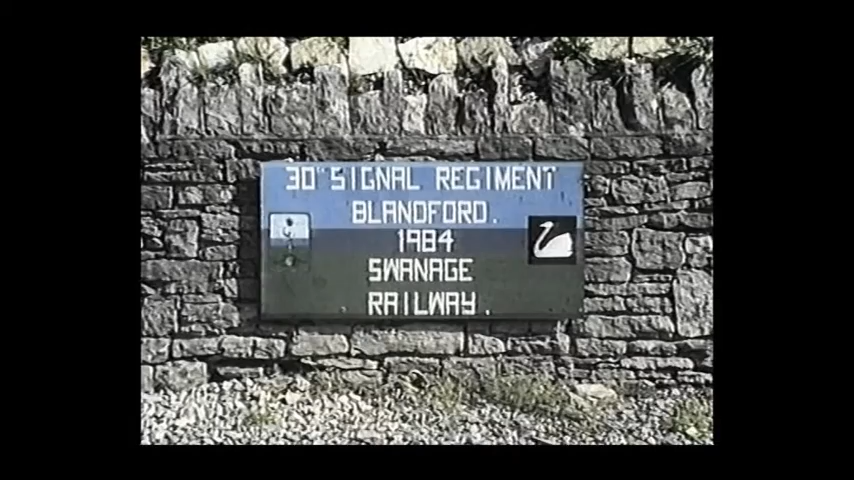 30TH SIGNAL REGIMENT
BLANDFORD.
1984
SWANAGE
RAILWAY.